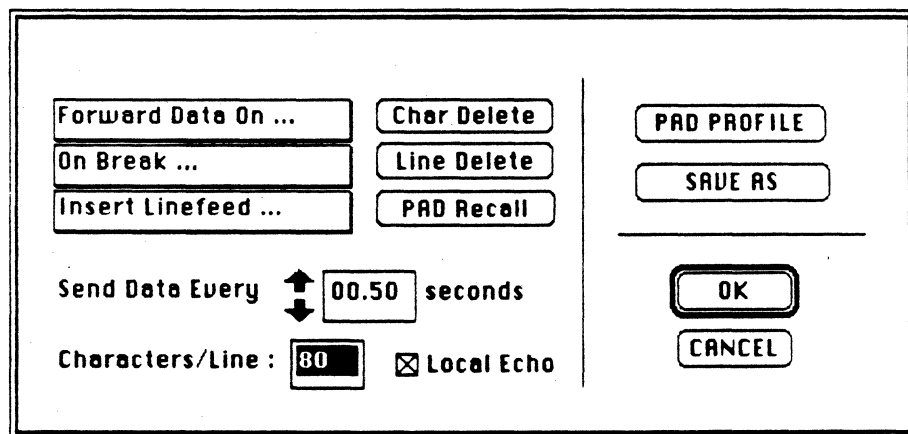 Forward Data On ...
Char Delete
On Break ...
Line Delete
Insert Linefeed ...
PAD Recall
Send Data Every 00.50 seconds
Characters/Line : 80
Local Echo
PAD PROFILE
SAVE AS
OK
CANCEL